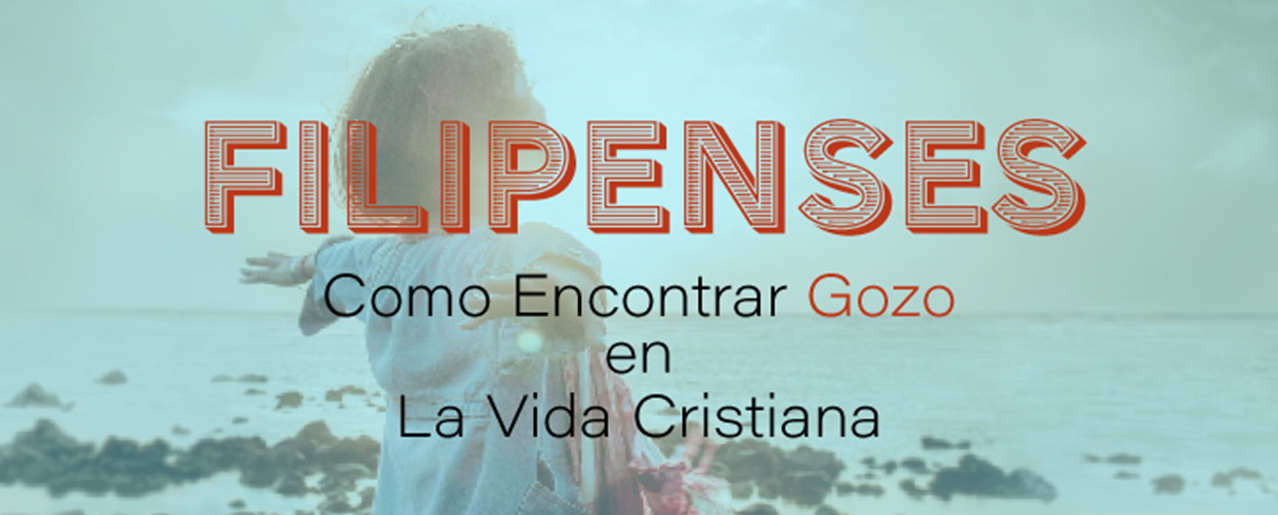 FILIPENSES
Como Encontrar Gozo
en
La Vida Cristiana